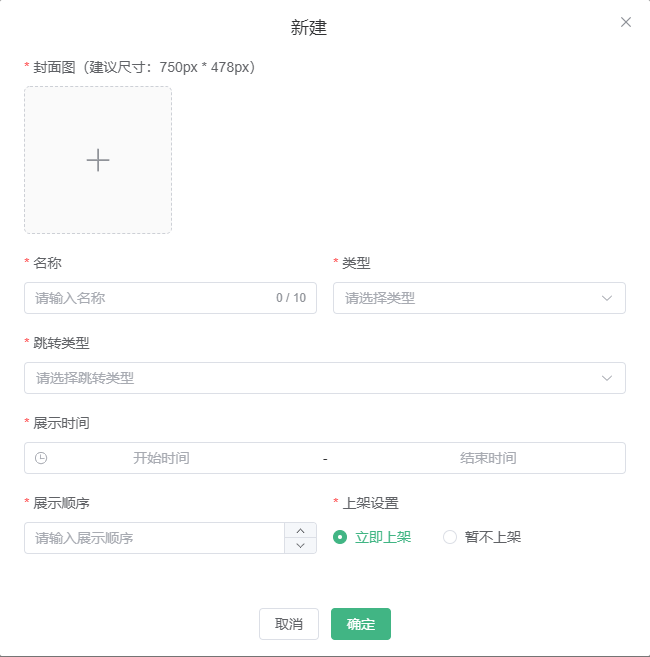 新建
* 封面图（建议尺寸：750px * 478px）
* 名称
* 类型
请输入名称 0 / 10
请选择类型
* 跳转类型
请选择跳转类型
* 展示时间
开始时间 - 结束时间
* 展示顺序
* 上架设置
请输入展示顺序
立即上架 暂不上架
取消 确定